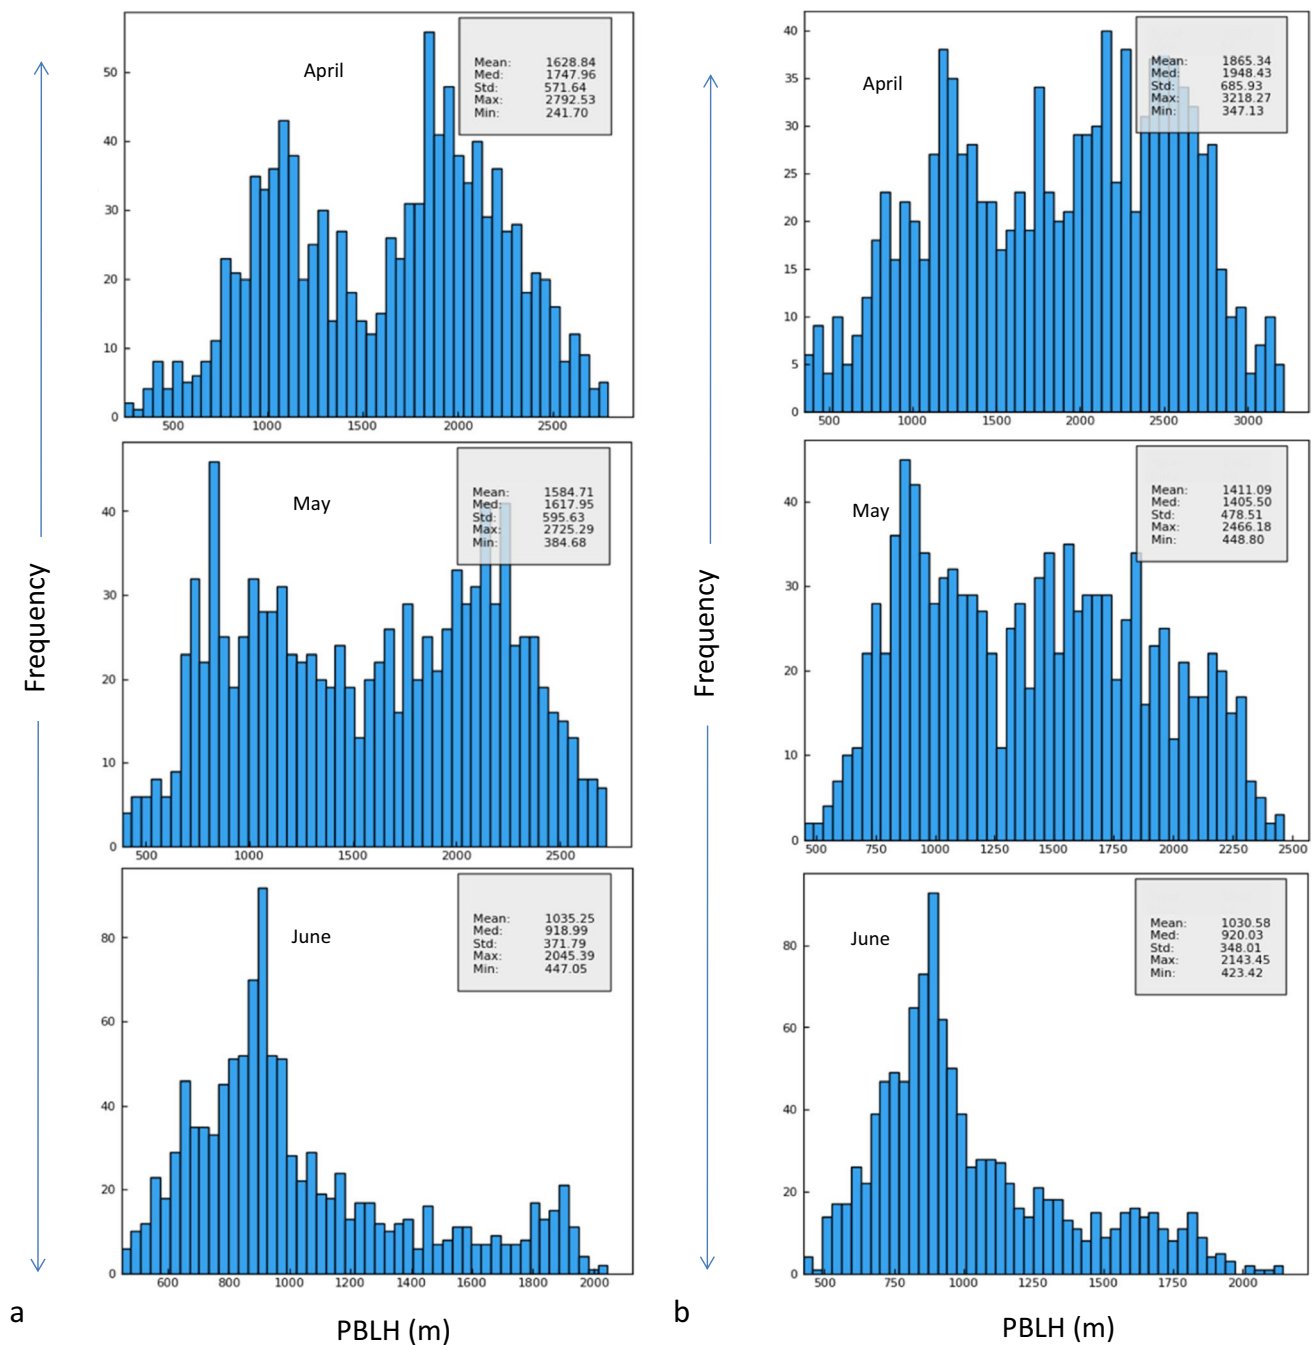 April
Mean: 1628.84
Med: 1747.96
Std: 571.64
Max: 2792.53
Min: 241.70
50
40
30
20
10
0
500 1000 1500 2000 2500
May
Mean: 1584.71
Med: 1617.95
Std: 595.63
Max: 2725.29
Min: 384.68
40
30
20
10
0
500 1000 1500 2000 2500
June
Mean: 1035.25
Med: 918.99
Std: 371.79
Max: 2045.39
Min: 447.05
80
60
40
20
0
600 800 1000 1200 1400 1600 1800 2000
Frequency
a
PBLH (m)
April
Mean: 1865.34
Med: 1948.43
Std: 685.93
Max: 3218.27
Min: 347.13
40
35
30
25
20
15
10
5
0
500 1000 1500 2000 2500 3000
May
Mean: 1411.09
Med: 1405.50
Std: 478.51
Max: 2466.18
Min: 448.80
40
30
20
10
0
500 750 1000 1250 1500 1750 2000 2250 2500
June
Mean: 1030.58
Med: 920.03
Std: 348.01
Max: 2143.45
Min: 423.42
80
60
40
20
0
500 750 1000 1250 1500 1750 2000
Frequency
b
PBLH (m)